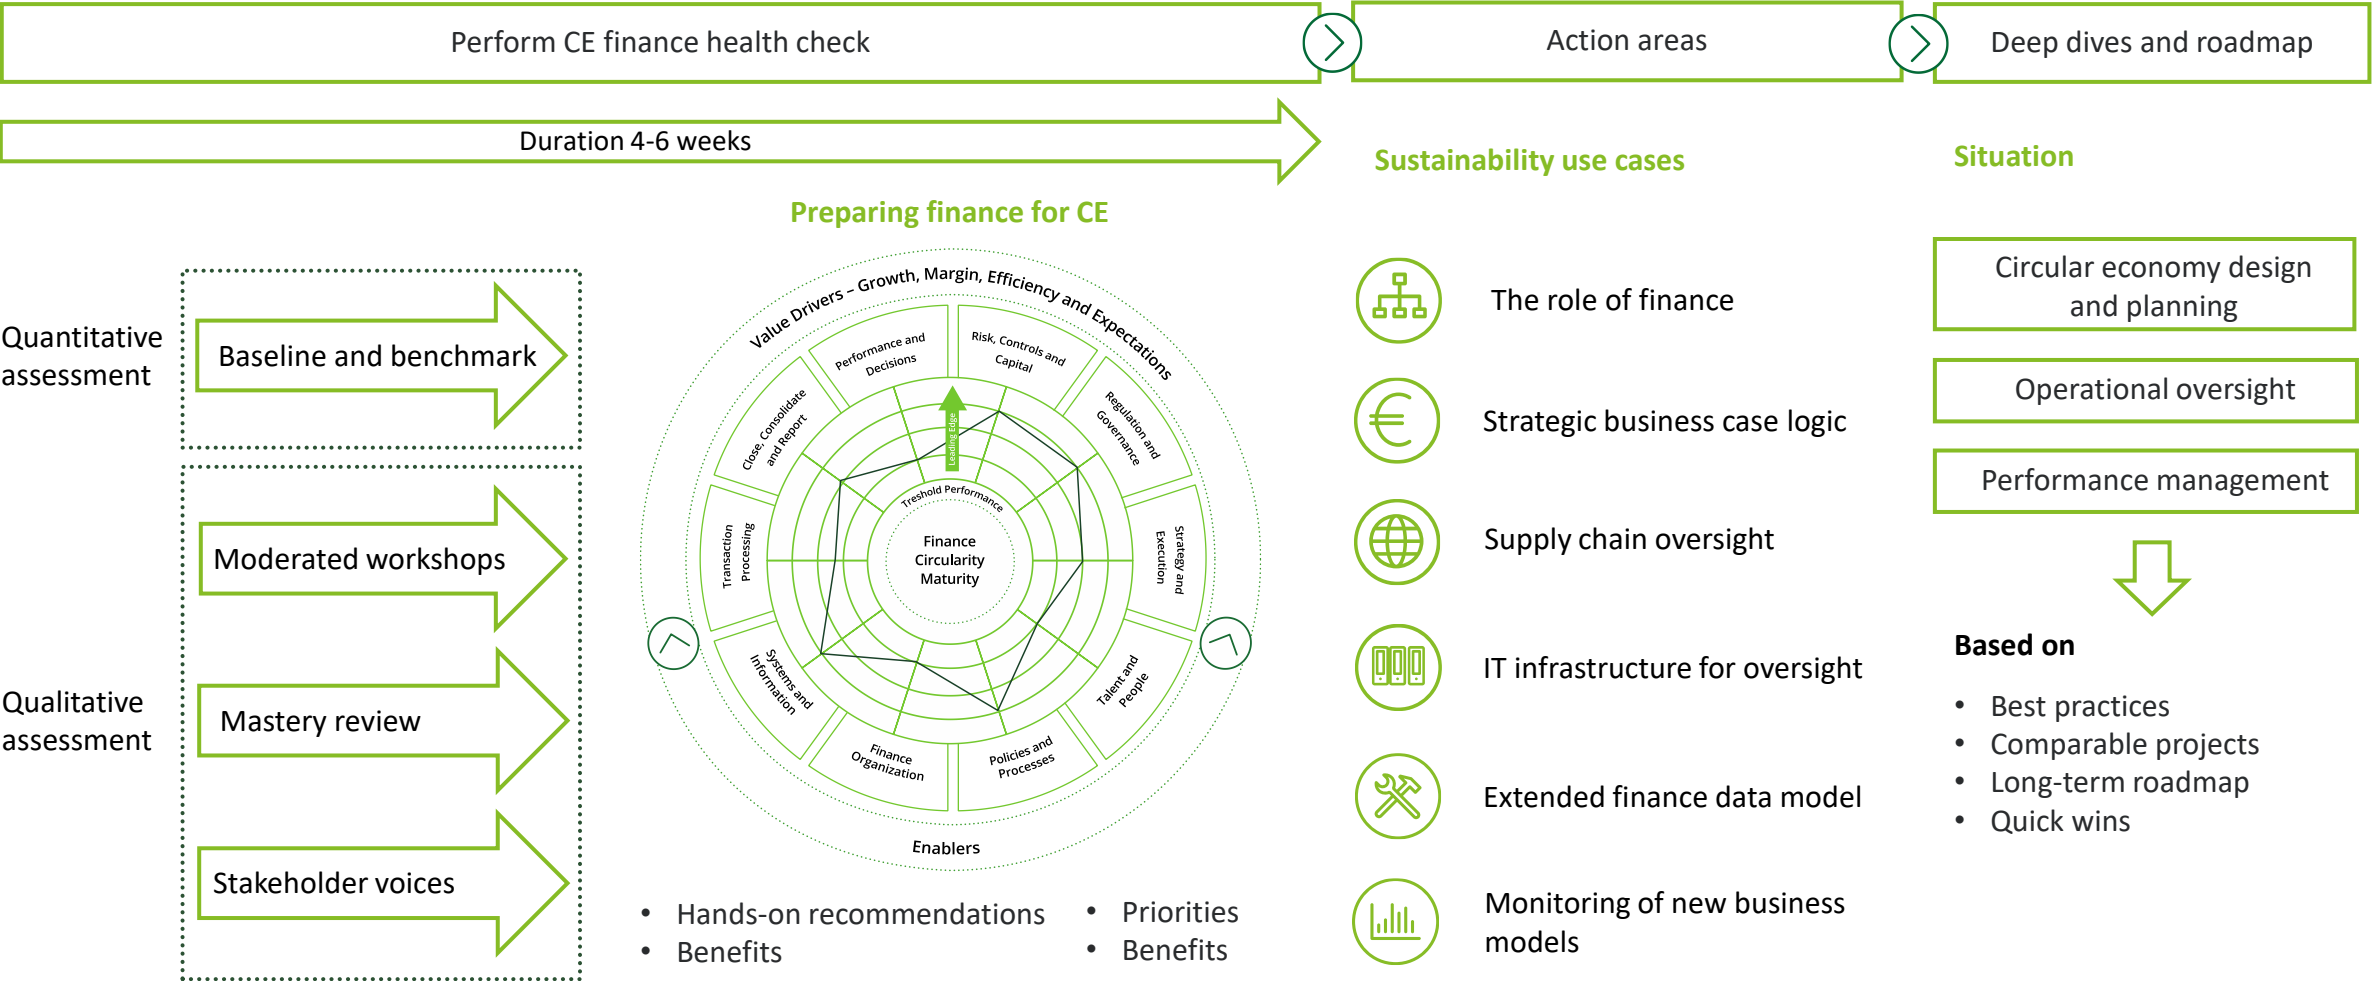 Perform CE finance health check
Action areas
Deep dives and roadmap
Duration 4-6 weeks
Quantitative
assessment
Baseline and benchmark
Qualitative
assessment
Moderated workshops
Mastery review
Stakeholder voices
Preparing finance for CE
Value Drivers – Growth, Margin, Efficiency and Expectations
Performance and
Decisions
Risk, Controls and
Capital
Regulation and
Governance
Strategy and
Execution
Talent and
People
Policies and
Processes
Finance
Organization
Systems and
Information
Transaction
Processing
Close, Consolidate
and Report
Leading Edge
Treshold Performance
Finance
Circularity
Maturity
Enablers
• Hands-on recommendations
• Benefits
• Priorities
• Benefits
Sustainability use cases
The role of finance
Strategic business case logic
Supply chain oversight
IT infrastructure for oversight
Extended finance data model
Monitoring of new business
models
Situation
Circular economy design
and planning
Operational oversight
Performance management
Based on
• Best practices
• Comparable projects
• Long-term roadmap
• Quick wins